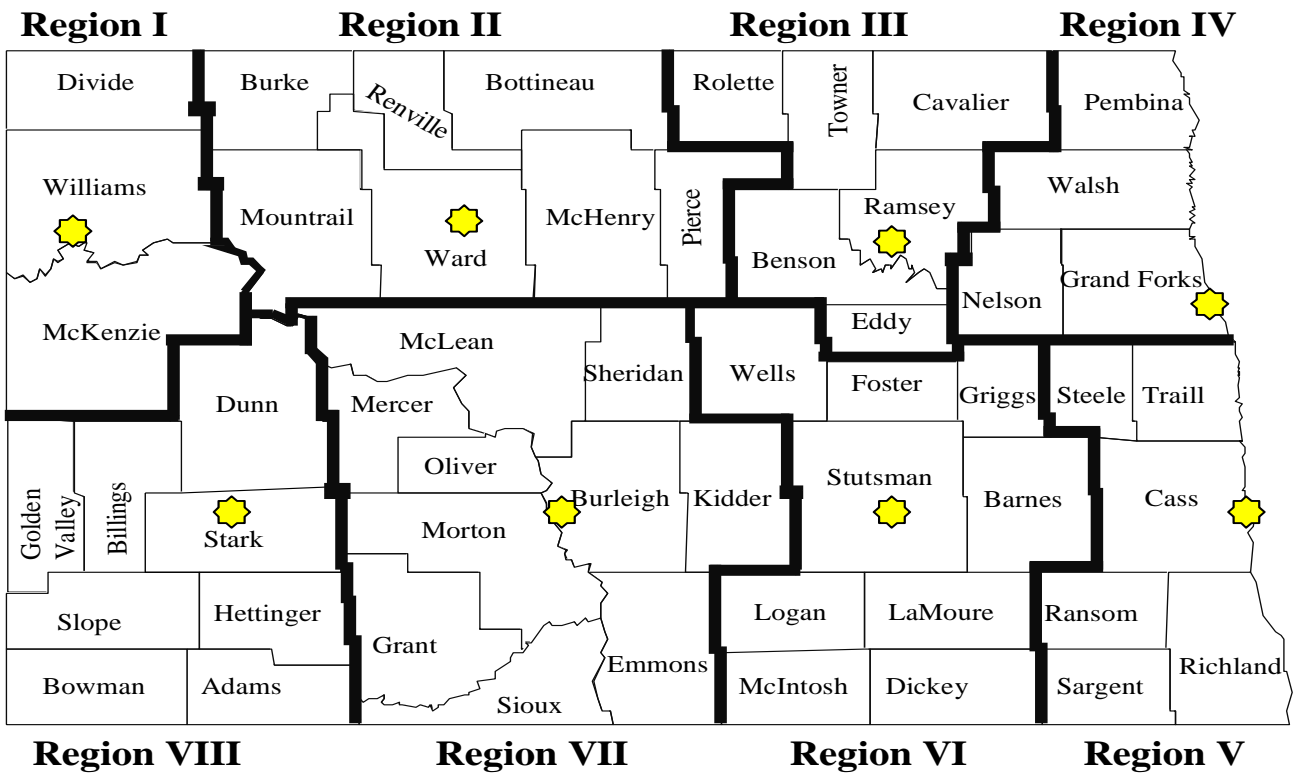 Region I Region II Region III Region IV
Divide Burke Renville Bottineau Rolette Towner Cavalier Pembina
Williams Mountrail Ward McHenry Pierce Benson Ramsey Walsh
McKenzie Eddy Nelson Grand Forks
McLean Sheridan Wells Foster Griggs Steele Traill
Dunn Mercer Oliver
Golden Valley Billings Stark Morton Burleigh Kidder Stutsman Barnes Cass
Slope Hettinger Grant Emmons Logan LaMoure Ransom Richland
Bowman Adams Sioux McIntosh Dickey Sargent
Region VIII Region VII Region VI Region V